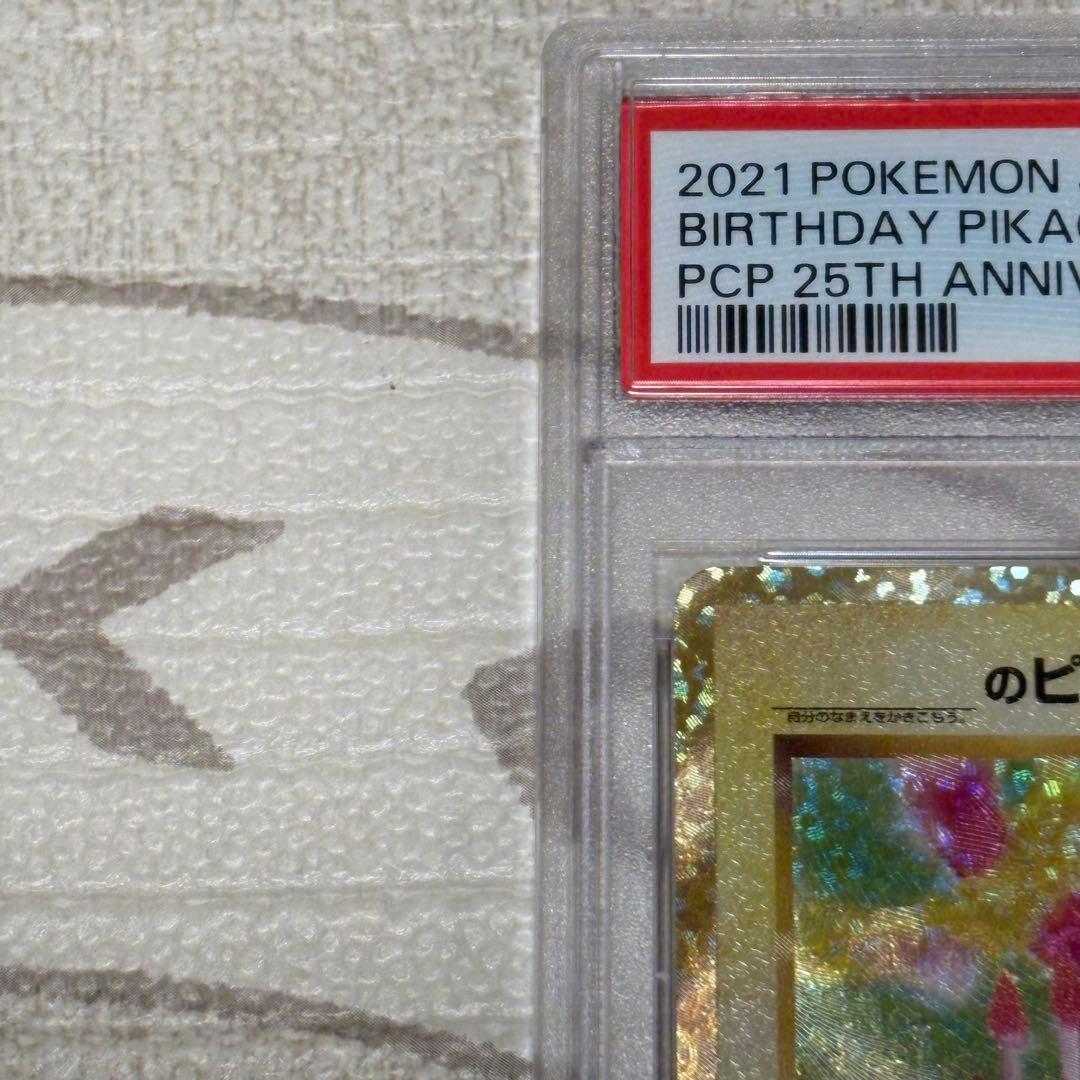 2021 POKEMON
BIRTHDAY PIKA
PCP 25TH ANNIV
のピ
自分のなまえをかきこもう。